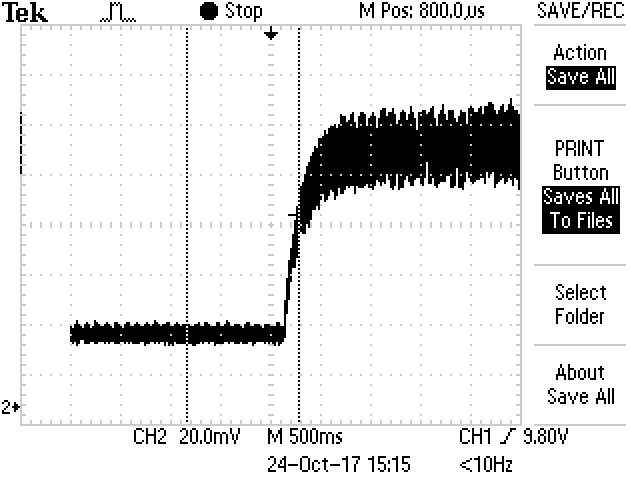 Tek Stop M Pos: 800.0µs SAVE/REC
Action
Save All
PRINT
Button
Saves All
To Files
Select
Folder
About
Save All
2
CH2 20.0mV M 500ms CH1 9.80V
24-Oct-17 15:15 <10Hz